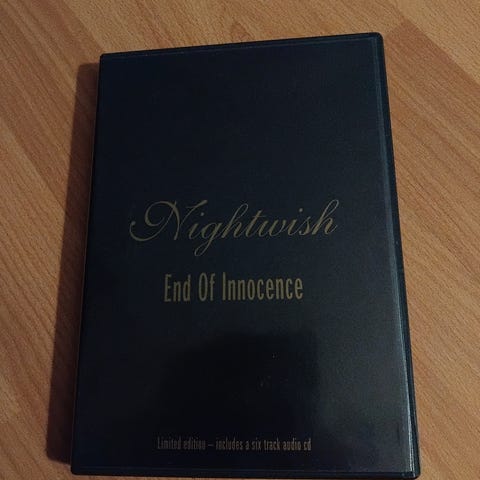 Nightwish
End Of Innocence
Limited edition – includes a six track audio cd